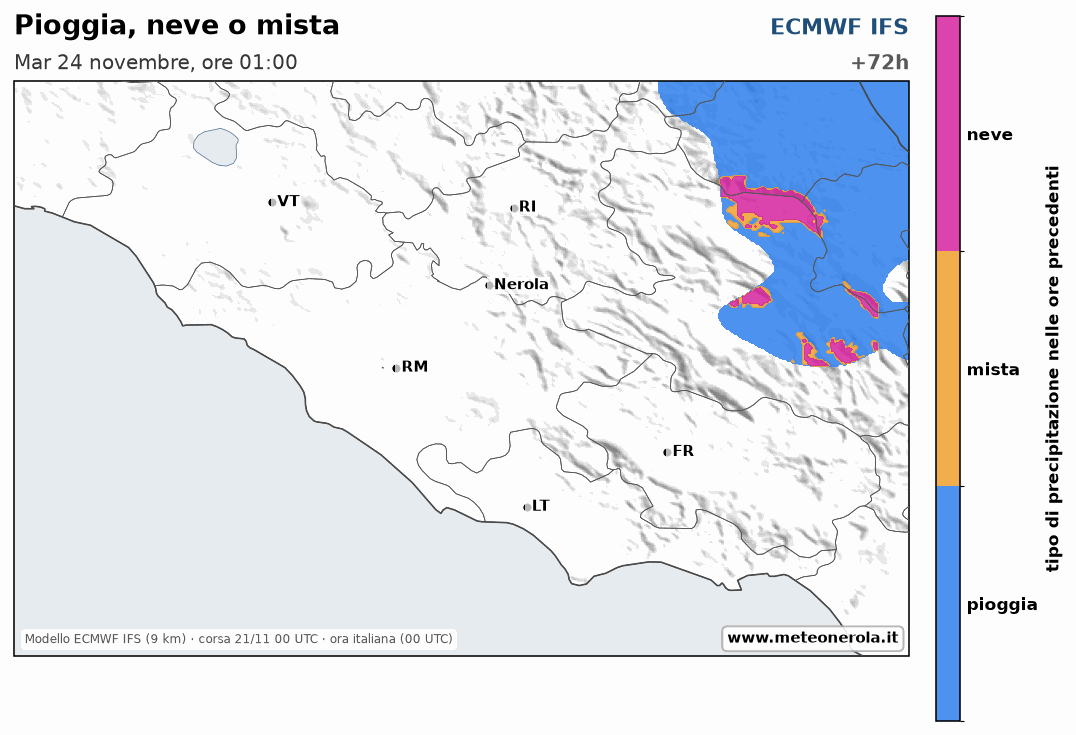 Pioggia, neve o mista
ECMWF IFS
Mar 24 novembre, ore 01:00
+72h
neve
mista
pioggia
tipo di precipitazione nelle ore precedenti
VT
RI
Nerola
RM
FR
LT
Modello ECMWF IFS (9 km) · corsa 21/11 00 UTC · ora italiana (00 UTC)
www.meteonerola.it